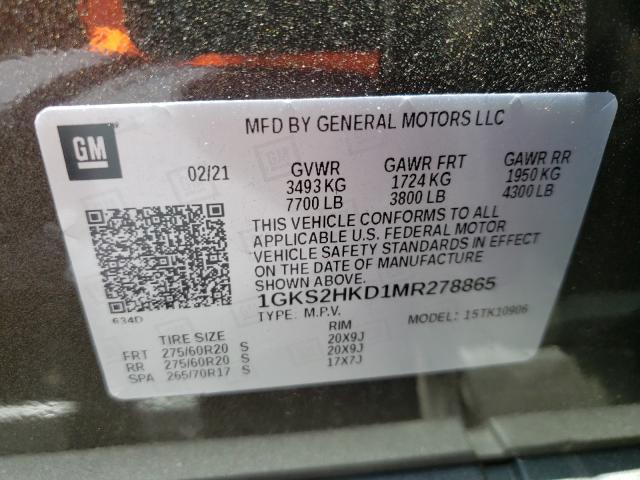 GM
MFD BY GENERAL MOTORS LLC
02/21
GVWR
3493 KG
7700 LB
GAWR FRT
1724 KG
3800 LB
GAWR RR
1950 KG
4300 LB
THIS VEHICLE CONFORMS TO ALL
APPLICABLE U.S. FEDERAL MOTOR
VEHICLE SAFETY STANDARDS IN EFFECT
ON THE DATE OF MANUFACTURE
1GKS2HKD1MR278865
TYPE: M.P.V. MODEL: 15TK10906
634D
TIRE SIZE RIM
FRT 275/60R20 S 20X9J
RR 275/60R20 S 20X9J
SPA 265/70R17 S 17X7J